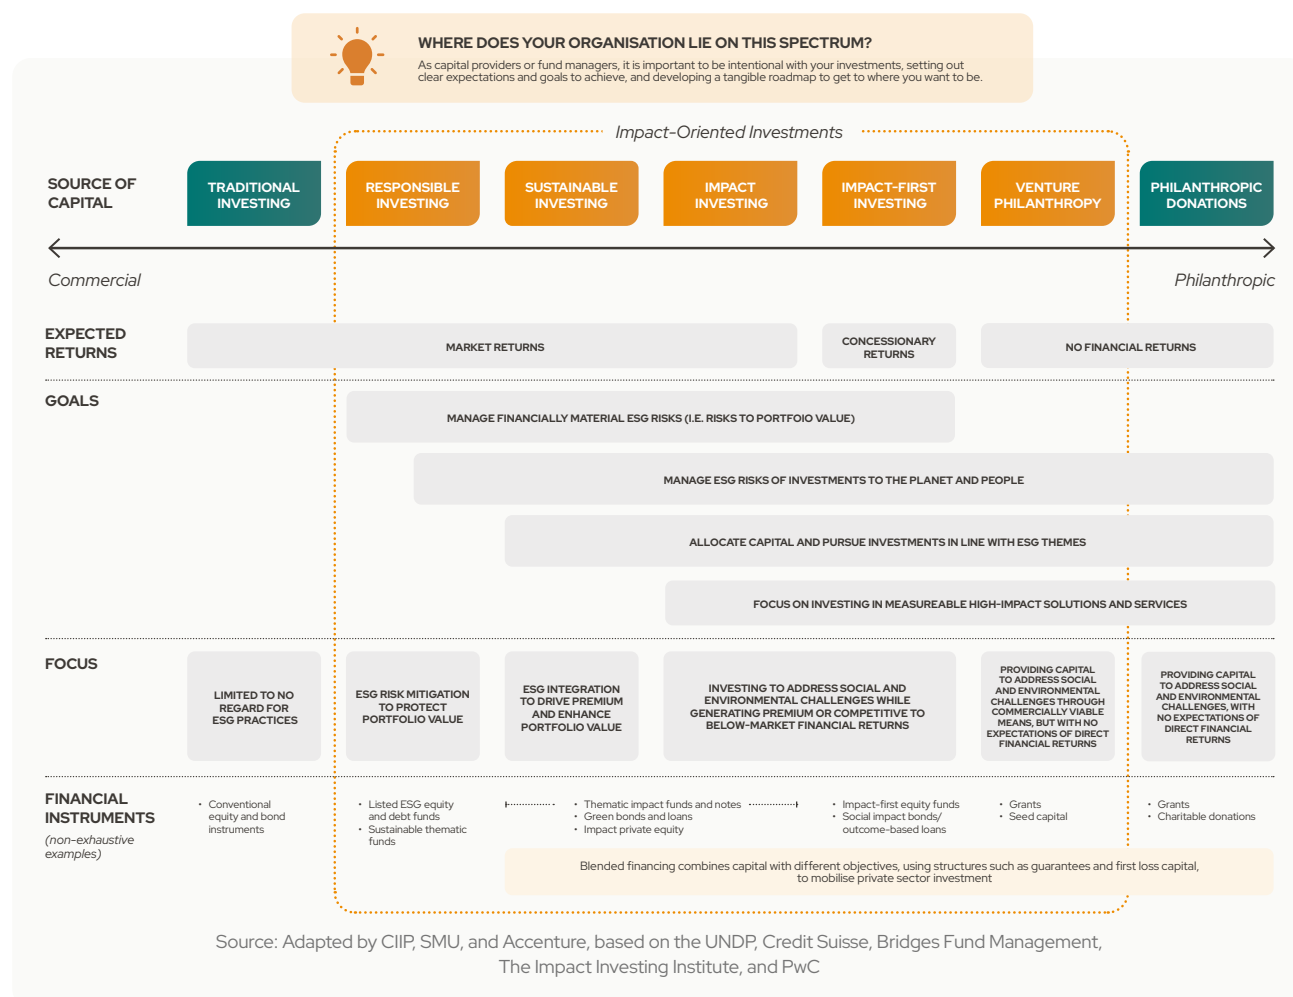 WHERE DOES YOUR ORGANISATION LIE ON THIS SPECTRUM?
As capital providers or fund managers, it is important to be intentional with your investments, setting out
clear expectations and goals to achieve, and developing a tangible roadmap to get to where you want to be.
Impact-Oriented Investments
SOURCE OF
CAPITAL
TRADITIONAL
INVESTING
RESPONSIBLE
INVESTING
SUSTAINABLE
INVESTING
IMPACT
INVESTING
IMPACT-FIRST
INVESTING
VENTURE
PHILANTHROPY
PHILANTHROPIC
DONATIONS
Commercial
Philanthropic
EXPECTED
RETURNS
MARKET RETURNS
CONCESSIONARY
RETURNS
NO FINANCIAL RETURNS
GOALS
MANAGE FINANCIALLY MATERIAL ESG RISKS (I.E. RISKS TO PORTFOIO VALUE)
MANAGE ESG RISKS OF INVESTMENTS TO THE PLANET AND PEOPLE
ALLOCATE CAPITAL AND PURSUE INVESTMENTS IN LINE WITH ESG THEMES
FOCUS ON INVESTING IN MEASUREABLE HIGH-IMPACT SOLUTIONS AND SERVICES
FOCUS
LIMITED TO NO
REGARD FOR
ESG PRACTICES
ESG RISK MITIGATION
TO PROTECT
PORTFOLIO VALUE
ESG INTEGRATION
TO DRIVE PREMIUM
AND ENHANCE
PORTFOLIO VALUE
INVESTING TO ADDRESS SOCIAL AND
ENVIRONMENTAL CHALLENGES WHILE
GENERATING PREMIUM OR COMPETITIVE TO
BELOW-MARKET FINANCIAL RETURNS
PROVIDING CAPITAL
TO ADDRESS SOCIAL
AND ENVIRONMENTAL
CHALLENGES THROUGH
COMMERCIALLY VIABLE
MEANS, BUT WITH NO
EXPECTATIONS OF DIRECT
FINANCIAL RETURNS
PROVIDING CAPITAL
TO ADDRESS SOCIAL
AND ENVIRONMENTAL
CHALLENGES, WITH
NO EXPECTATIONS OF
DIRECT FINANCIAL
RETURNS
FINANCIAL
INSTRUMENTS
(non-exhaustive
examples)
• Conventional
equity and bond
instruments
• Listed ESG equity
and debt funds
• Sustainable thematic
funds
• Thematic impact funds and notes
• Green bonds and loans
• Impact private equity
• Impact-first equity funds
• Social impact bonds/
outcome-based loans
• Grants
• Seed capital
• Grants
• Charitable donations
Blended financing combines capital with different objectives, using structures such as guarantees and first loss capital,
to mobilise private sector investment
Source: Adapted by CIIP, SMU, and Accenture, based on the UNDP, Credit Suisse, Bridges Fund Management,
The Impact Investing Institute, and PwC